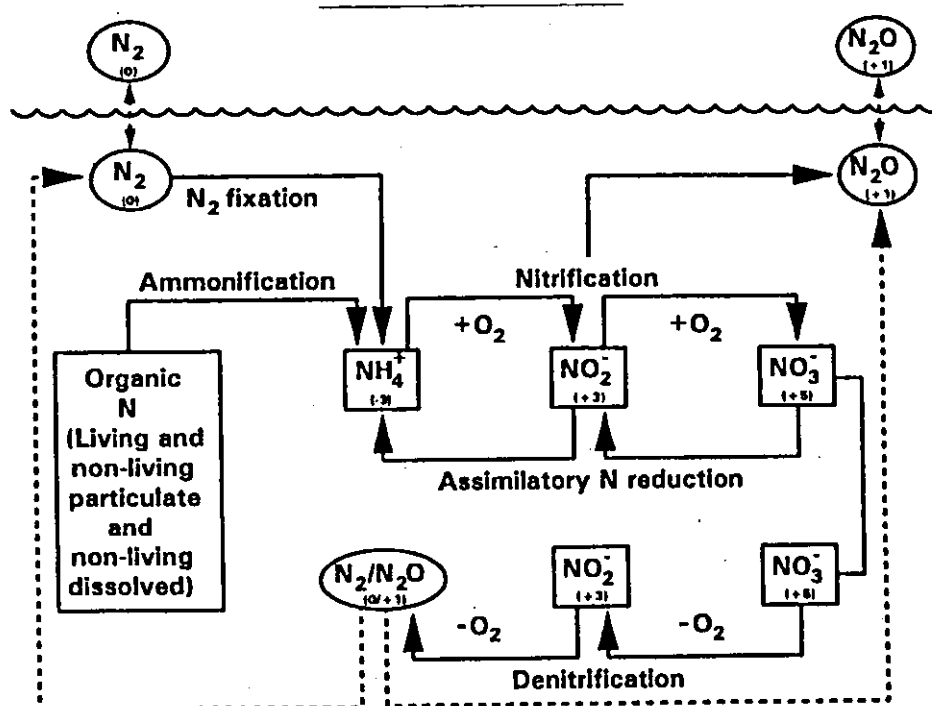 N₂
(0)
N₂O
(+1)
N₂
(0)
N₂ fixation
N₂O
(+1)
Ammonification
Nitrification
+O₂
+O₂
Organic
N
(Living and
non-living
particulate
and
non-living
dissolved)
NH₄⁺
(-3)
NO₂⁻
(+3)
NO₃⁻
(+5)
Assimilatory N reduction
N₂/N₂O
(0/+1)
NO₂⁻
(+3)
NO₃⁻
(+5)
-O₂
-O₂
Denitrification